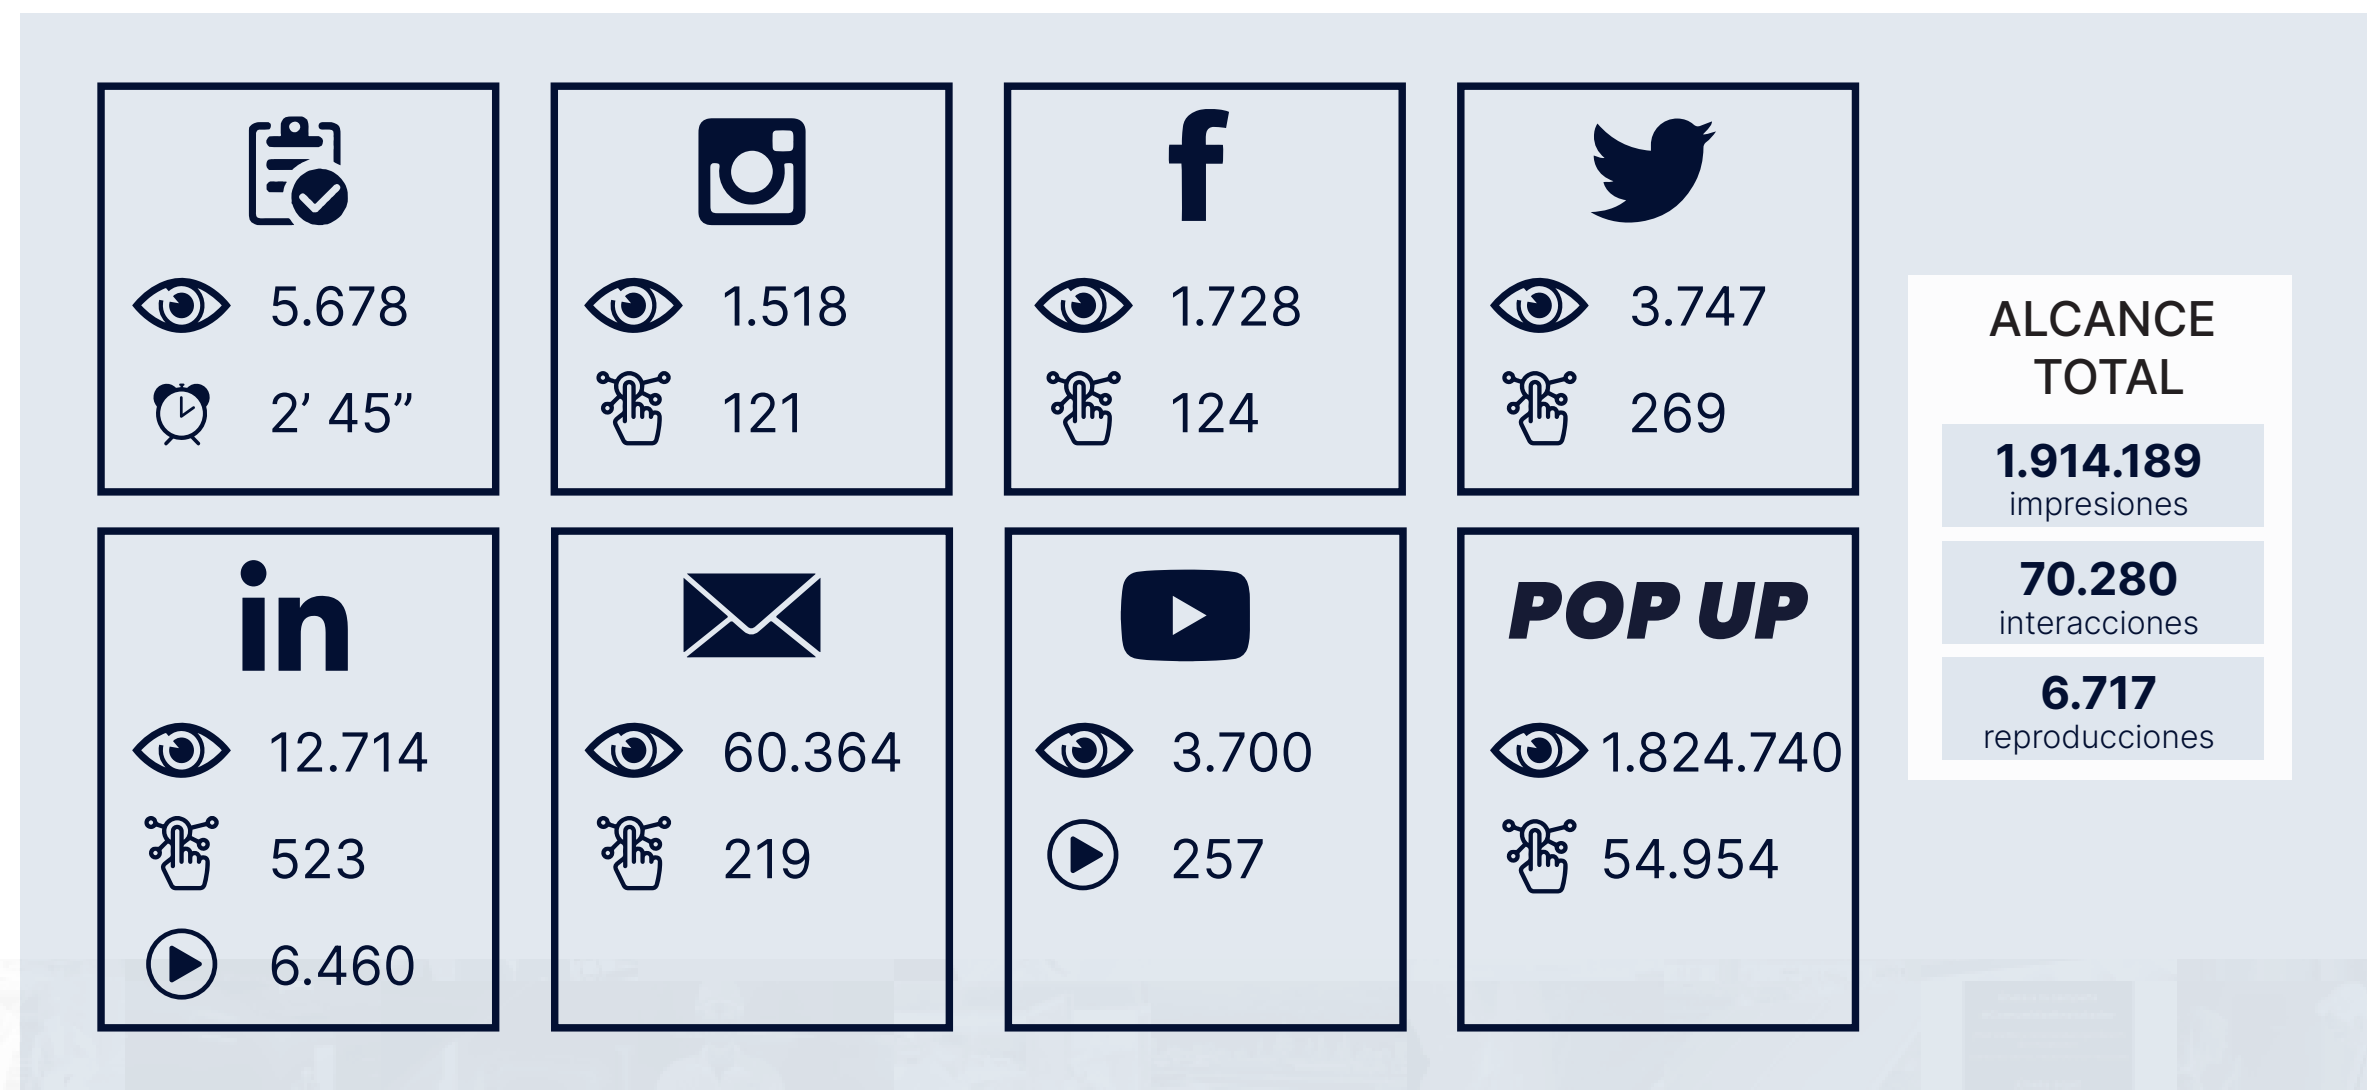 5.678
2’ 45”
1.518
121
f
1.728
124
3.747
269
in
12.714
523
6.460
60.364
219
3.700
257
POP UP
1.824.740
54.954
ALCANCE
TOTAL
1.914.189
impresiones
70.280
interacciones
6.717
reproducciones